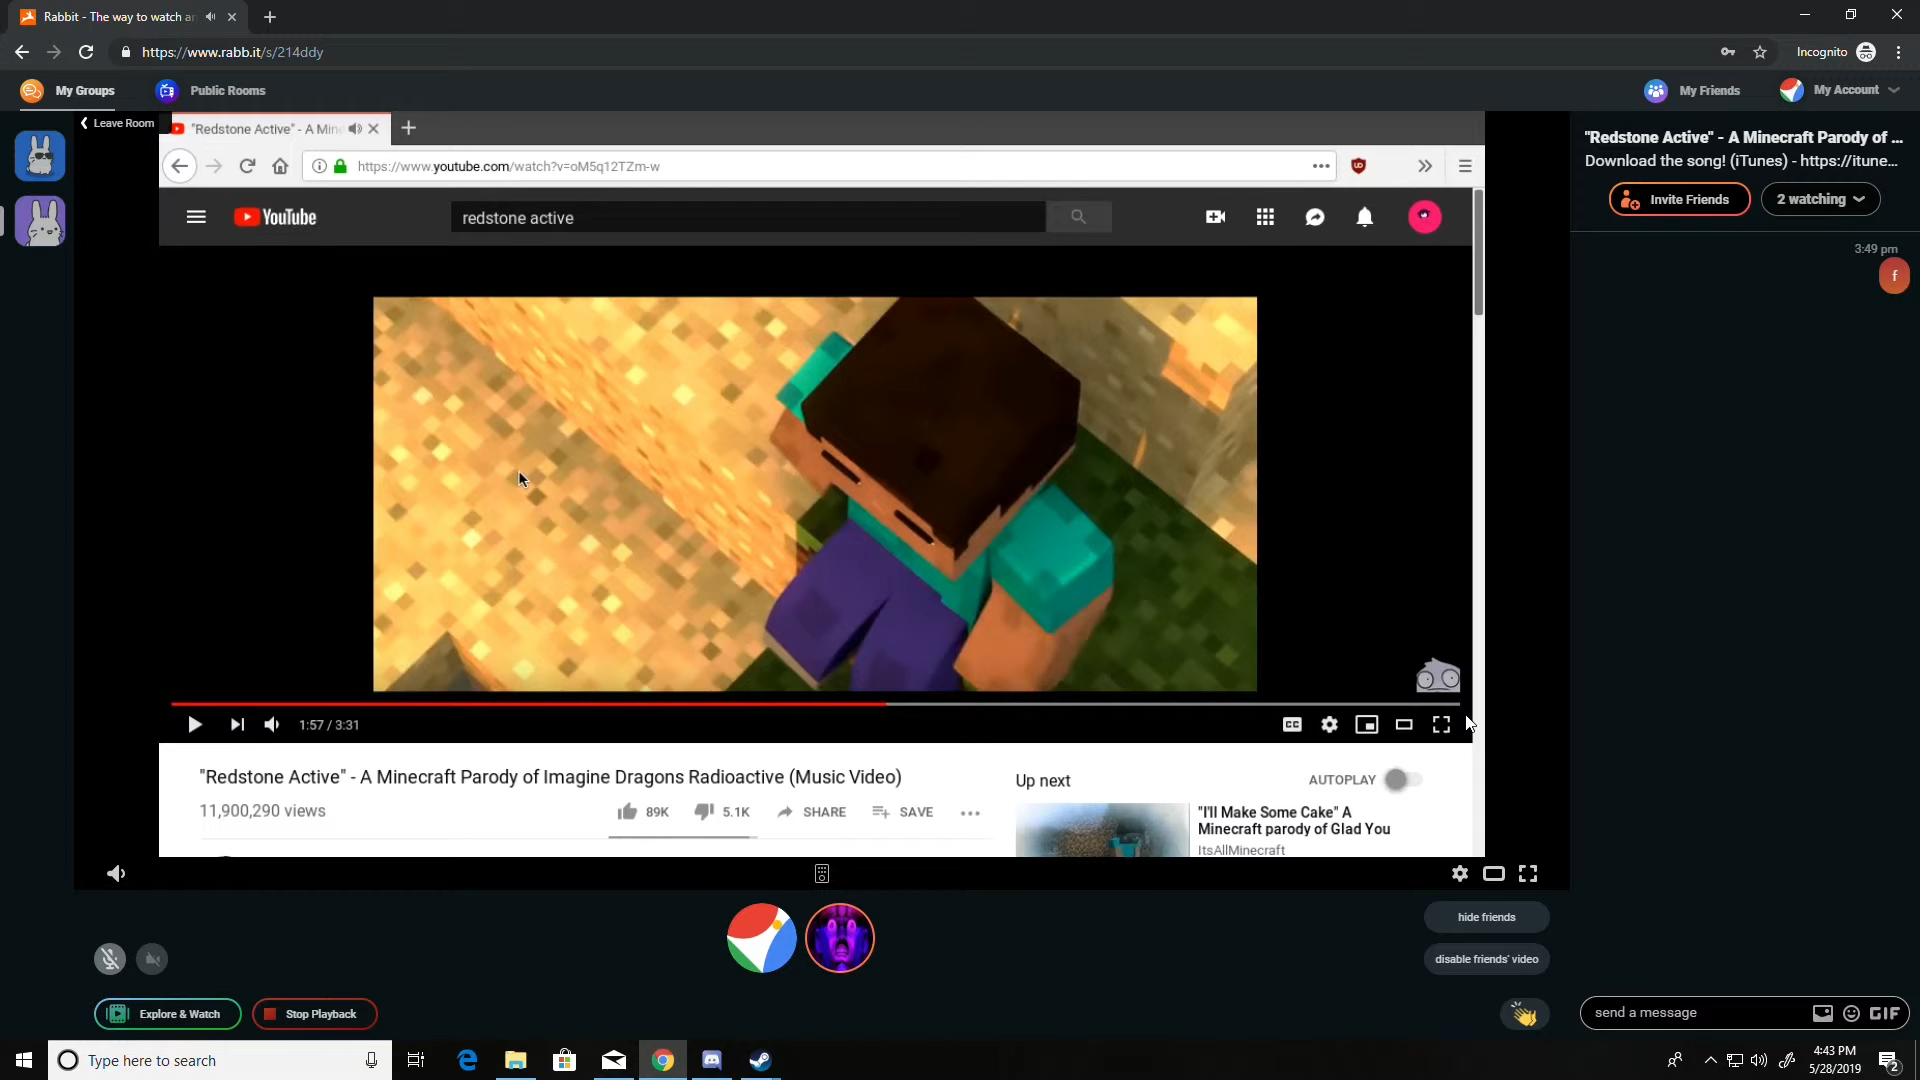 Rabbit - The way to watch an
https://www.rabb.it/s/214ddy
Incognito
My Groups
Public Rooms
My Friends
My Account
Leave Room
"Redstone Active" - A Mine
https://www.youtube.com/watch?v=oM5q12TZm-w
YouTube
redstone active
"Redstone Active" - A Minecraft Parody of ...
Download the song! (iTunes) - https://itune...
Invite Friends
2 watching
3:49 pm
f
1:57 / 3:31
CC
"Redstone Active" - A Minecraft Parody of Imagine Dragons Radioactive (Music Video)
11,900,290 views
89K
5.1K
SHARE
SAVE
Up next
AUTOPLAY
"I'll Make Some Cake" A
Minecraft parody of Glad You
ItsAllMinecraft
hide friends
disable friends' video
Explore & Watch
Stop Playback
send a message
GIF
Type here to search
4:43 PM
5/28/2019
2